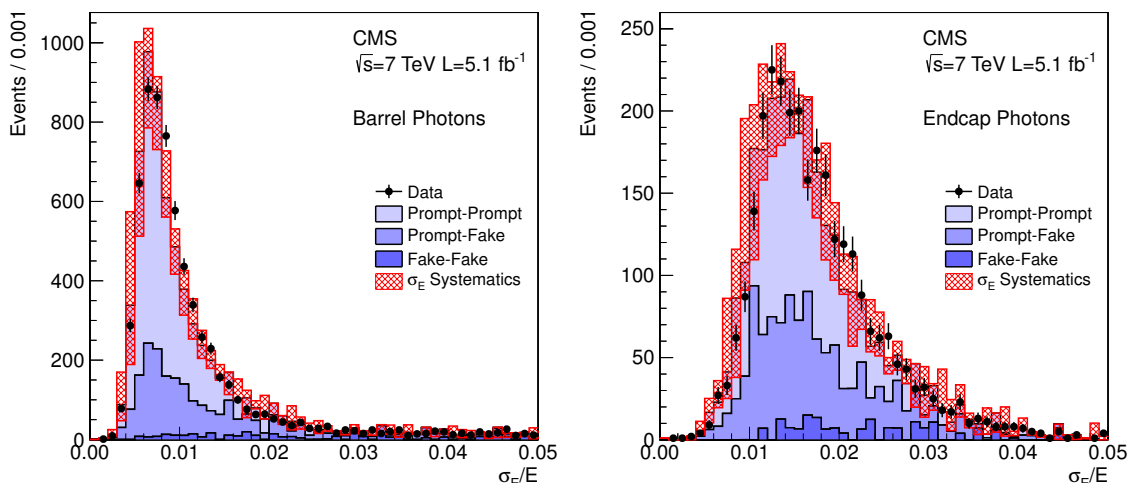 Events / 0.001
1000
800
600
400
200
0
CMS
√s=7 TeV L=5.1 fb-1
Barrel Photons
Data
Prompt-Prompt
Prompt-Fake
Fake-Fake
σE Systematics
0.00 0.01 0.02 0.03 0.04 0.05
σE/E
Events / 0.001
250
200
150
100
50
0
CMS
√s=7 TeV L=5.1 fb-1
Endcap Photons
Data
Prompt-Prompt
Prompt-Fake
Fake-Fake
σE Systematics
0.00 0.01 0.02 0.03 0.04 0.05
σE/E